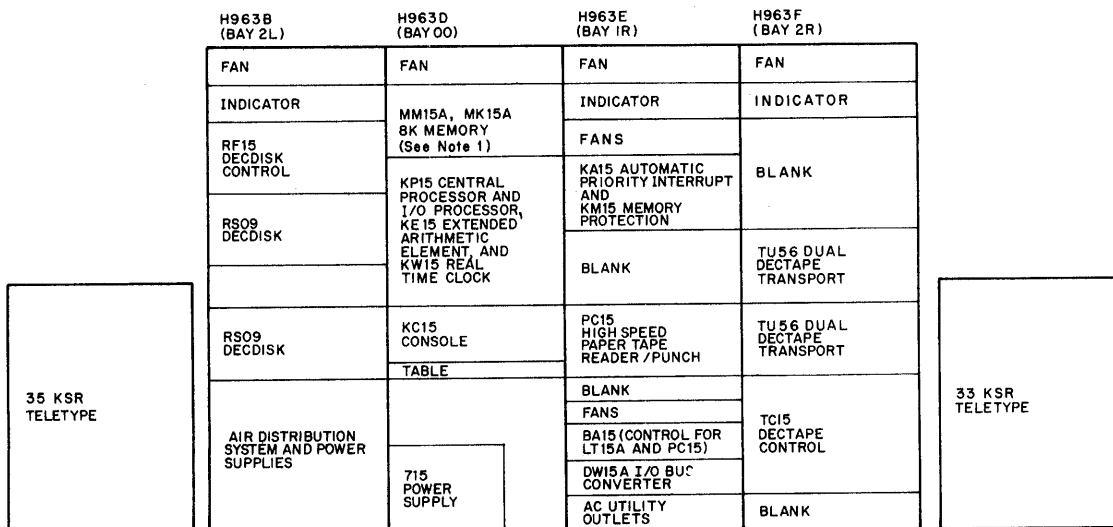 H963B
(BAY 2L)
H963D
(BAY 00)
H963E
(BAY 1R)
H963F
(BAY 2R)
FAN
INDICATOR
RF15
DECDISK
CONTROL
RS09
DECDISK
RS09
DECDISK
AIR DISTRIBUTION
SYSTEM AND POWER
SUPPLIES
FAN
MM15A, MK15A
8K MEMORY
(See Note 1)
KP15 CENTRAL
PROCESSOR AND
I/O PROCESSOR,
KE15 EXTENDED
ARITHMETIC
ELEMENT, AND
KW15 REAL
TIME CLOCK
KC15
CONSOLE
TABLE
715
POWER
SUPPLY
FAN
INDICATOR
FANS
KA15 AUTOMATIC
PRIORITY INTERRUPT
AND
KM15 MEMORY
PROTECTION
BLANK
PC15
HIGH SPEED
PAPER TAPE
READER/PUNCH
BLANK
FANS
BA15 (CONTROL FOR
LT15A AND PC15)
DW15A I/O BUS
CONVERTER
AC UTILITY
OUTLETS
FAN
INDICATOR
BLANK
TU56 DUAL
DECTAPE
TRANSPORT
TU56 DUAL
DECTAPE
TRANSPORT
TC15
DECTAPE
CONTROL
BLANK
35 KSR
TELETYPE
33 KSR
TELETYPE